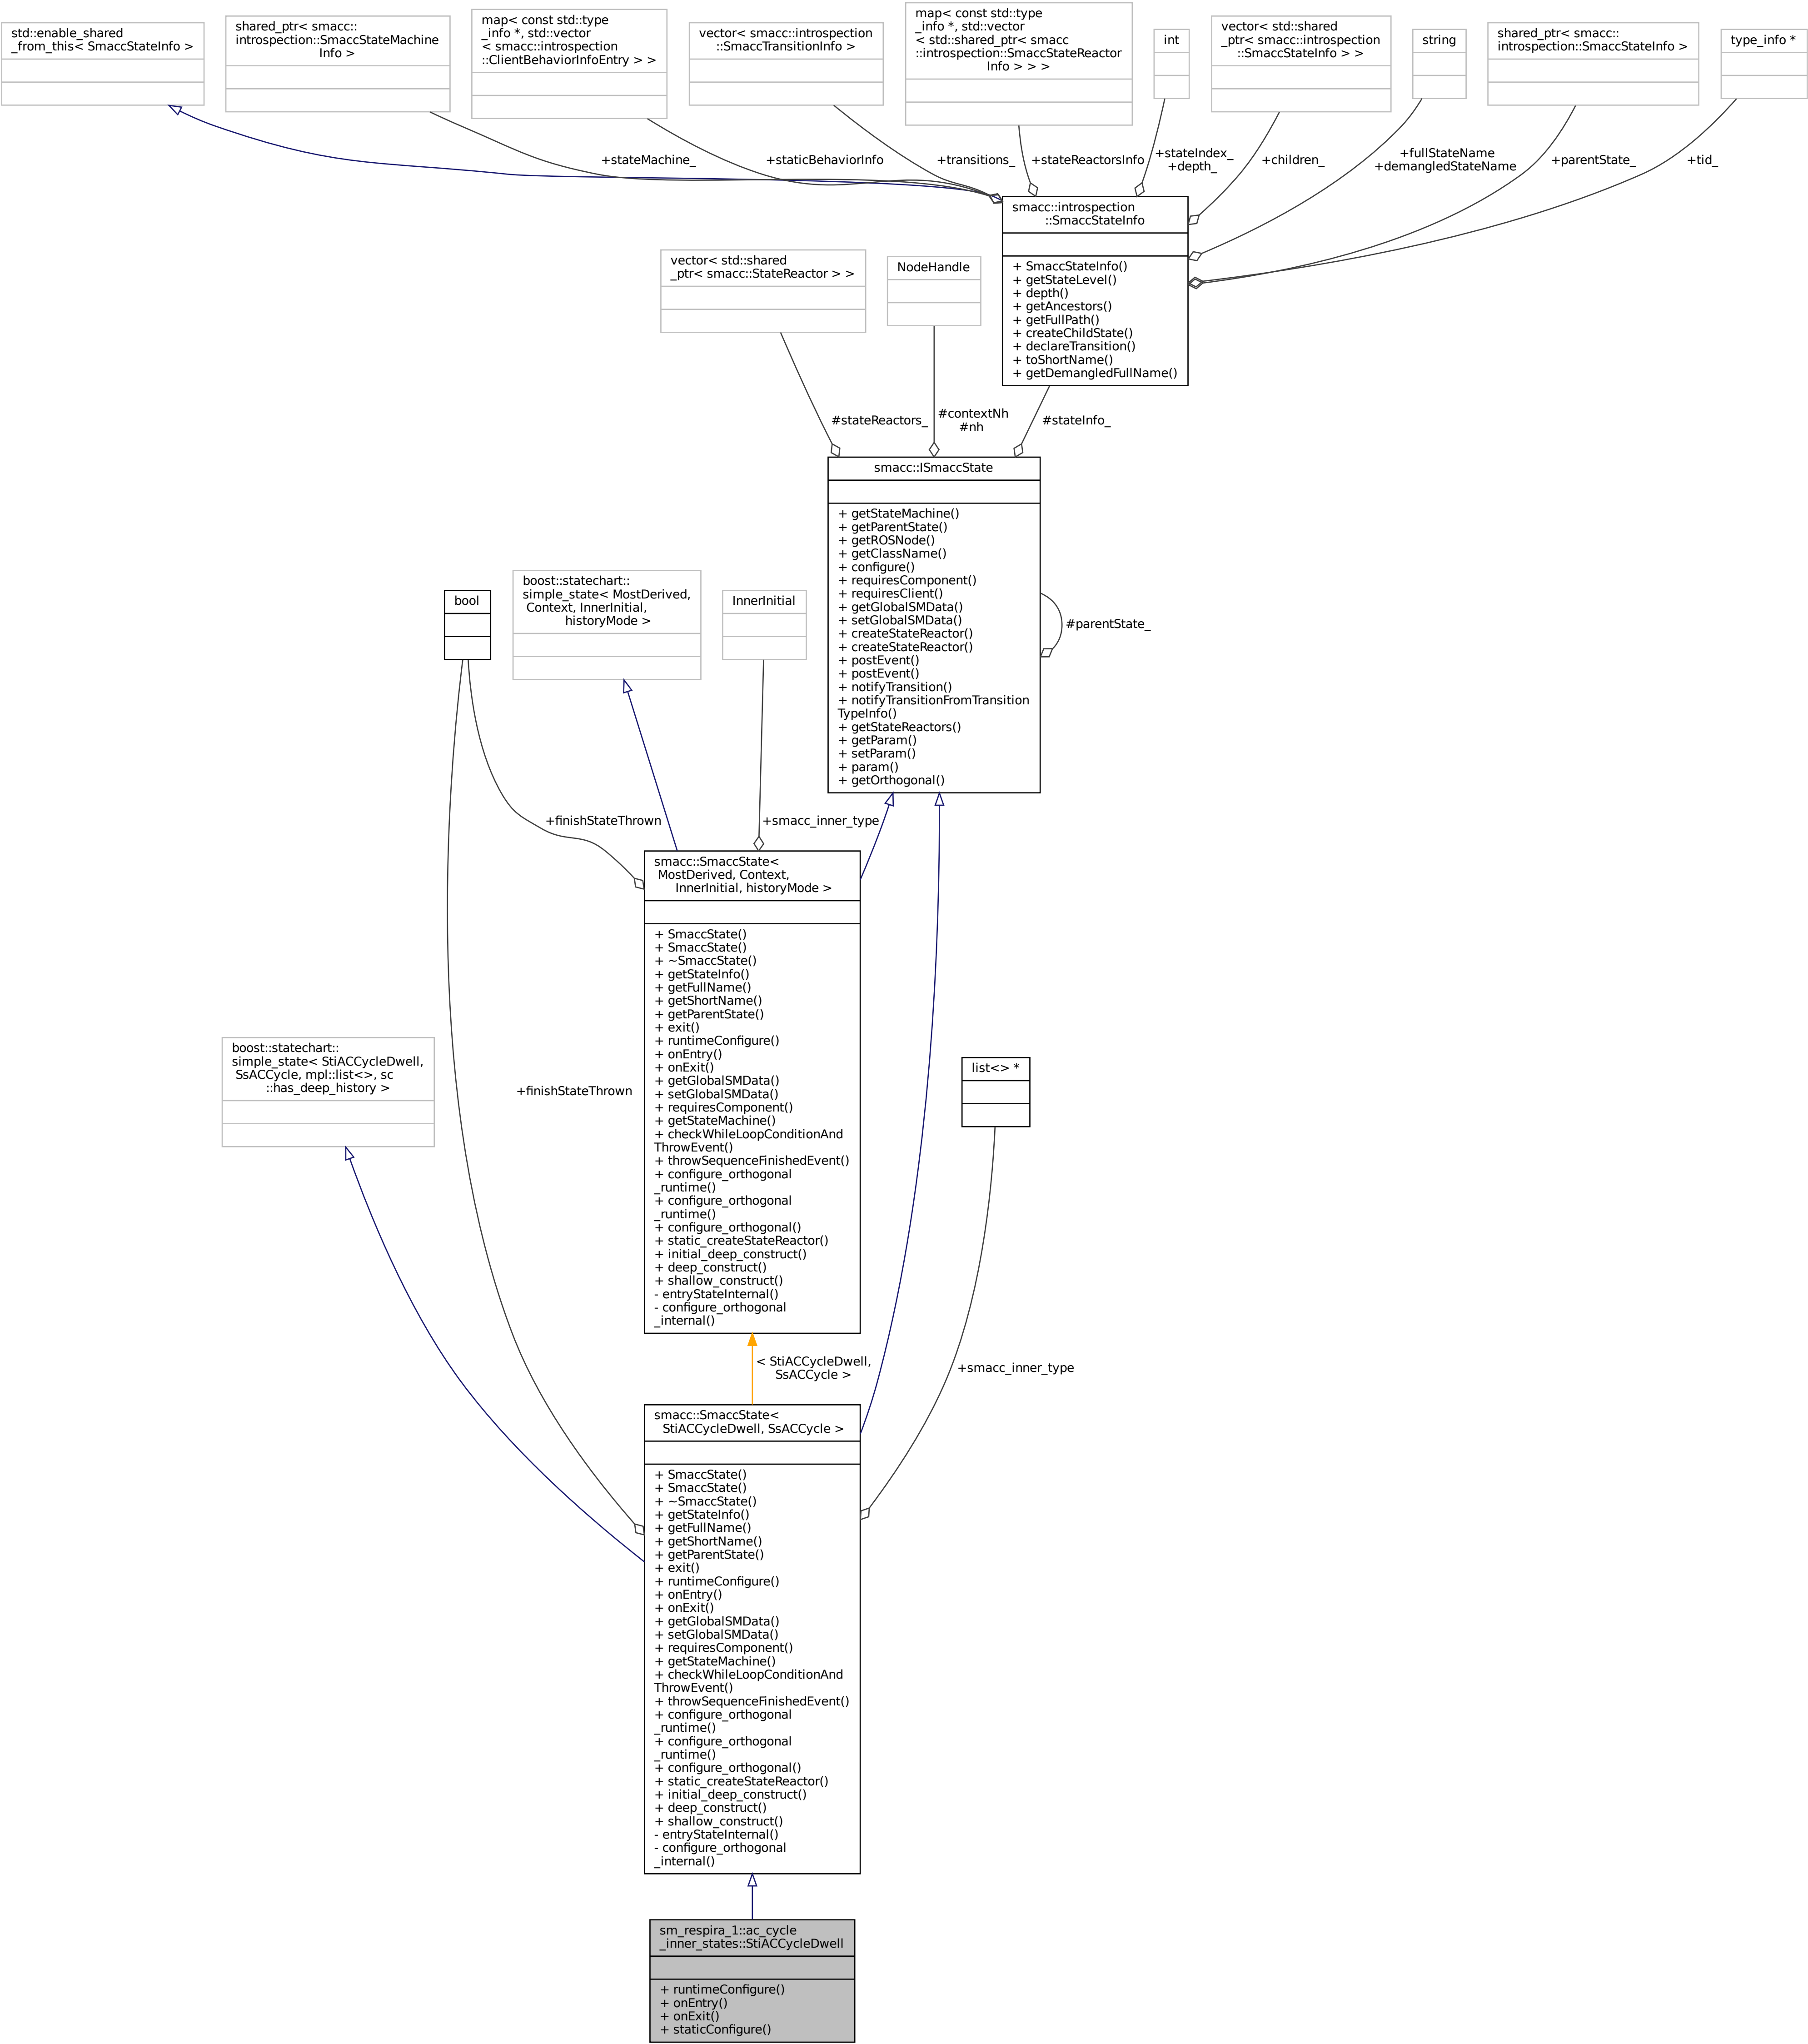 std::enable_shared
_from_this< SmaccStateInfo >
shared_ptr< smacc::
introspection::SmaccStateMachine
Info >
map< const std::type
_info *, std::vector
< smacc::introspection
::ClientBehaviorInfoEntry > >
vector< smacc::introspection
::SmaccTransitionInfo >
map< const std::type
_info *, std::vector
< std::shared_ptr< smacc
::introspection::SmaccStateReactor
Info > > >
int
vector< std::shared
_ptr< smacc::introspection
::SmaccStateInfo > >
string
shared_ptr< smacc::
introspection::SmaccStateInfo >
type_info *
+stateMachine_
+staticBehaviorInfo
+transitions_
+stateReactorsInfo
+stateIndex_
+depth_
+children_
+fullStateName
+demangledStateName
+parentState_
+tid_
smacc::introspection
::SmaccStateInfo
+ SmaccStateInfo()
+ getStateLevel()
+ depth()
+ getAncestors()
+ getFullPath()
+ createChildState()
+ declareTransition()
+ toShortName()
+ getDemangledFullName()
vector< std::shared
_ptr< smacc::StateReactor > >
NodeHandle
#stateReactors_
#contextNh
#nh
#stateInfo_
smacc::ISmaccState
+ getStateMachine()
+ getParentState()
+ getROSNode()
+ getClassName()
+ configure()
+ requiresComponent()
+ requiresClient()
+ getGlobalSMData()
+ setGlobalSMData()
+ createStateReactor()
+ createStateReactor()
+ postEvent()
+ postEvent()
+ notifyTransition()
+ notifyTransitionFromTransition
TypeInfo()
+ getStateReactors()
+ getParam()
+ setParam()
+ param()
+ getOrthogonal()
#parentState_
bool
boost::statechart::
simple_state< MostDerived,
Context, InnerInitial,
historyMode >
InnerInitial
+finishStateThrown
+smacc_inner_type
smacc::SmaccState<
MostDerived, Context,
InnerInitial, historyMode >
+ SmaccState()
+ SmaccState()
+ ~SmaccState()
+ getStateInfo()
+ getFullName()
+ getShortName()
+ getParentState()
+ exit()
+ runtimeConfigure()
+ onEntry()
+ onExit()
+ getGlobalSMData()
+ setGlobalSMData()
+ requiresComponent()
+ getStateMachine()
+ checkWhileLoopConditionAnd
ThrowEvent()
+ throwSequenceFinishedEvent()
+ configure_orthogonal
_runtime()
+ configure_orthogonal
_runtime()
+ configure_orthogonal()
+ static_createStateReactor()
+ initial_deep_construct()
+ deep_construct()
+ shallow_construct()
- entryStateInternal()
- configure_orthogonal
_internal()
boost::statechart::
simple_state< StiACCycleDwell,
SsACCycle, mpl::list<>, sc
::has_deep_history >
+finishStateThrown
list<> *
< StiACCycleDwell,
SsACCycle >
+smacc_inner_type
smacc::SmaccState<
StiACCycleDwell, SsACCycle >
+ SmaccState()
+ SmaccState()
+ ~SmaccState()
+ getStateInfo()
+ getFullName()
+ getShortName()
+ getParentState()
+ exit()
+ runtimeConfigure()
+ onEntry()
+ onExit()
+ getGlobalSMData()
+ setGlobalSMData()
+ requiresComponent()
+ getStateMachine()
+ checkWhileLoopConditionAnd
ThrowEvent()
+ throwSequenceFinishedEvent()
+ configure_orthogonal
_runtime()
+ configure_orthogonal
_runtime()
+ configure_orthogonal()
+ static_createStateReactor()
+ initial_deep_construct()
+ deep_construct()
+ shallow_construct()
- entryStateInternal()
- configure_orthogonal
_internal()
sm_respira_1::ac_cycle
_inner_states::StiACCycleDwell
+ runtimeConfigure()
+ onEntry()
+ onExit()
+ staticConfigure()